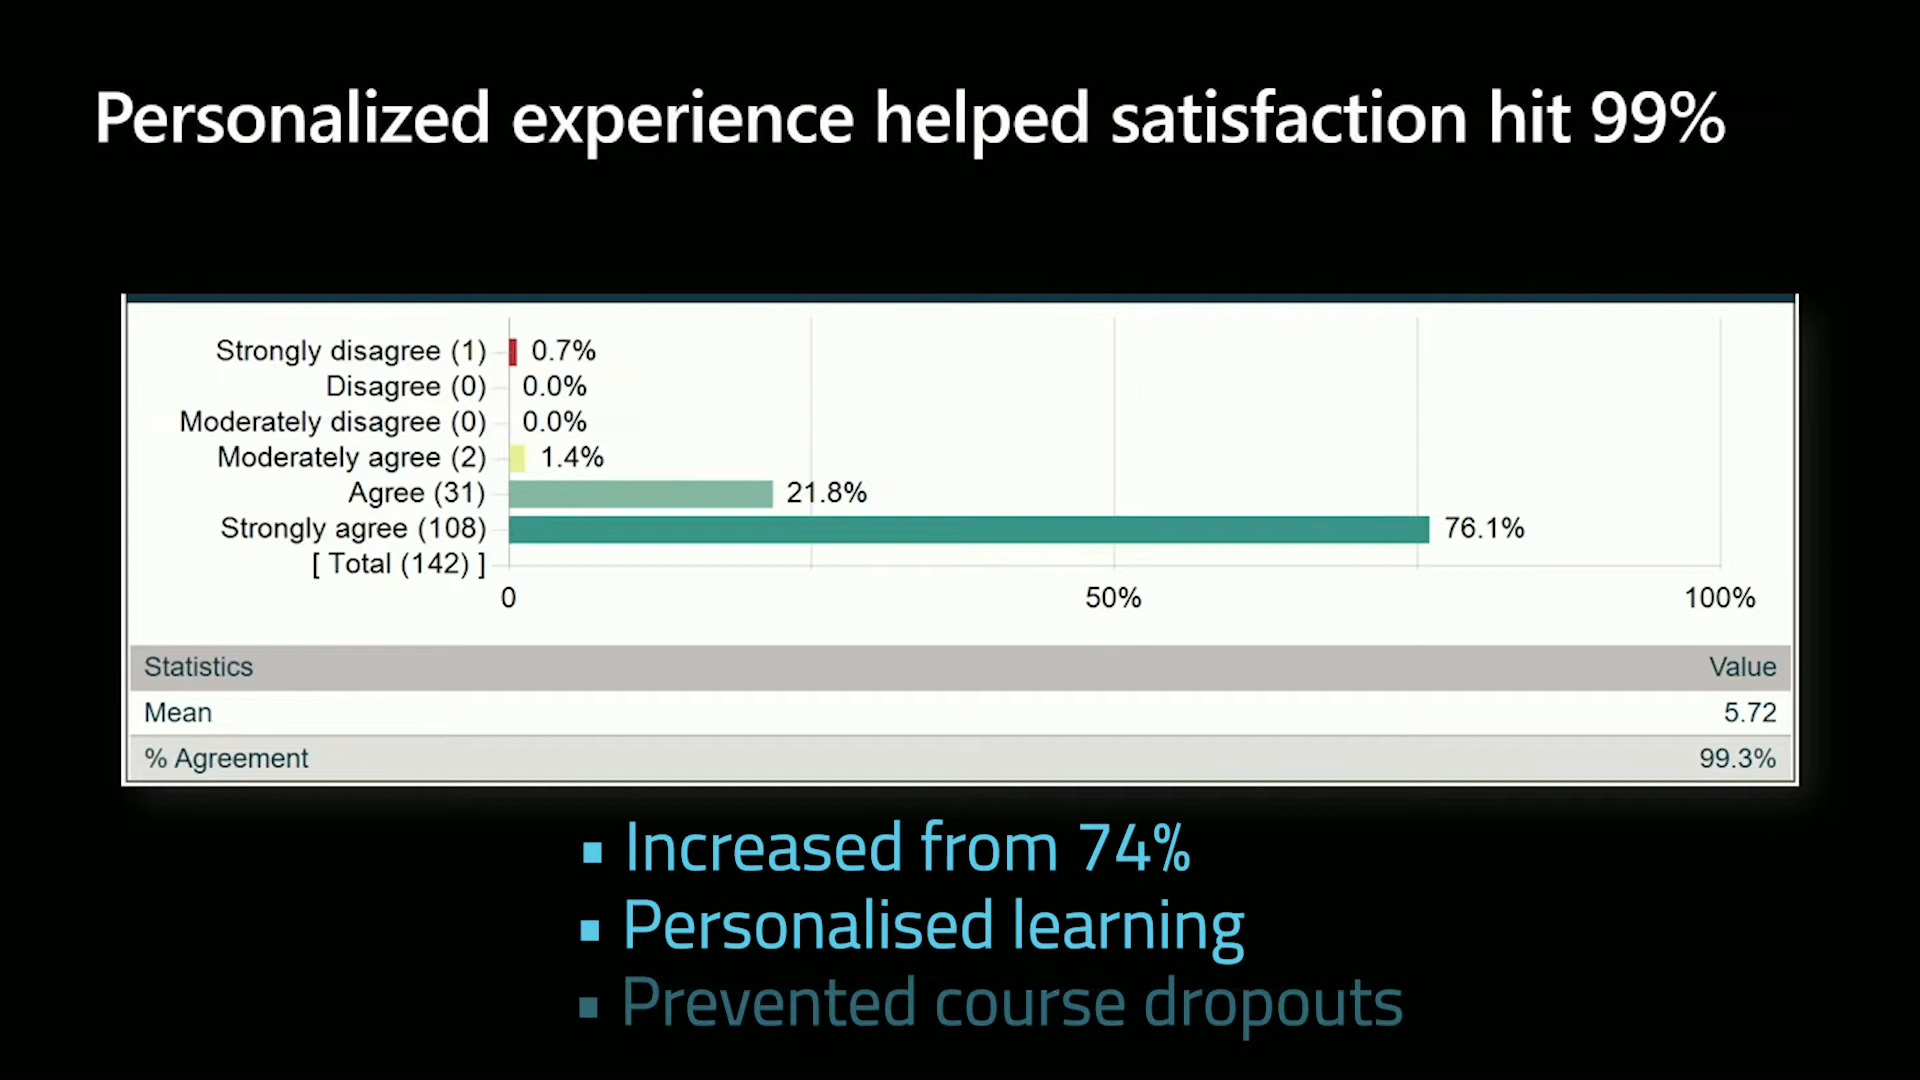 Personalized experience helped satisfaction hit 99%
Strongly disagree (1) 0.7%
Disagree (0) 0.0%
Moderately disagree (0) 0.0%
Moderately agree (2) 1.4%
Agree (31) 21.8%
Strongly agree (108) 76.1%
[ Total (142) ]
0 50% 100%
Statistics Value
Mean 5.72
% Agreement 99.3%
▪ Increased from 74%
▪ Personalised learning
▪ Prevented course dropouts